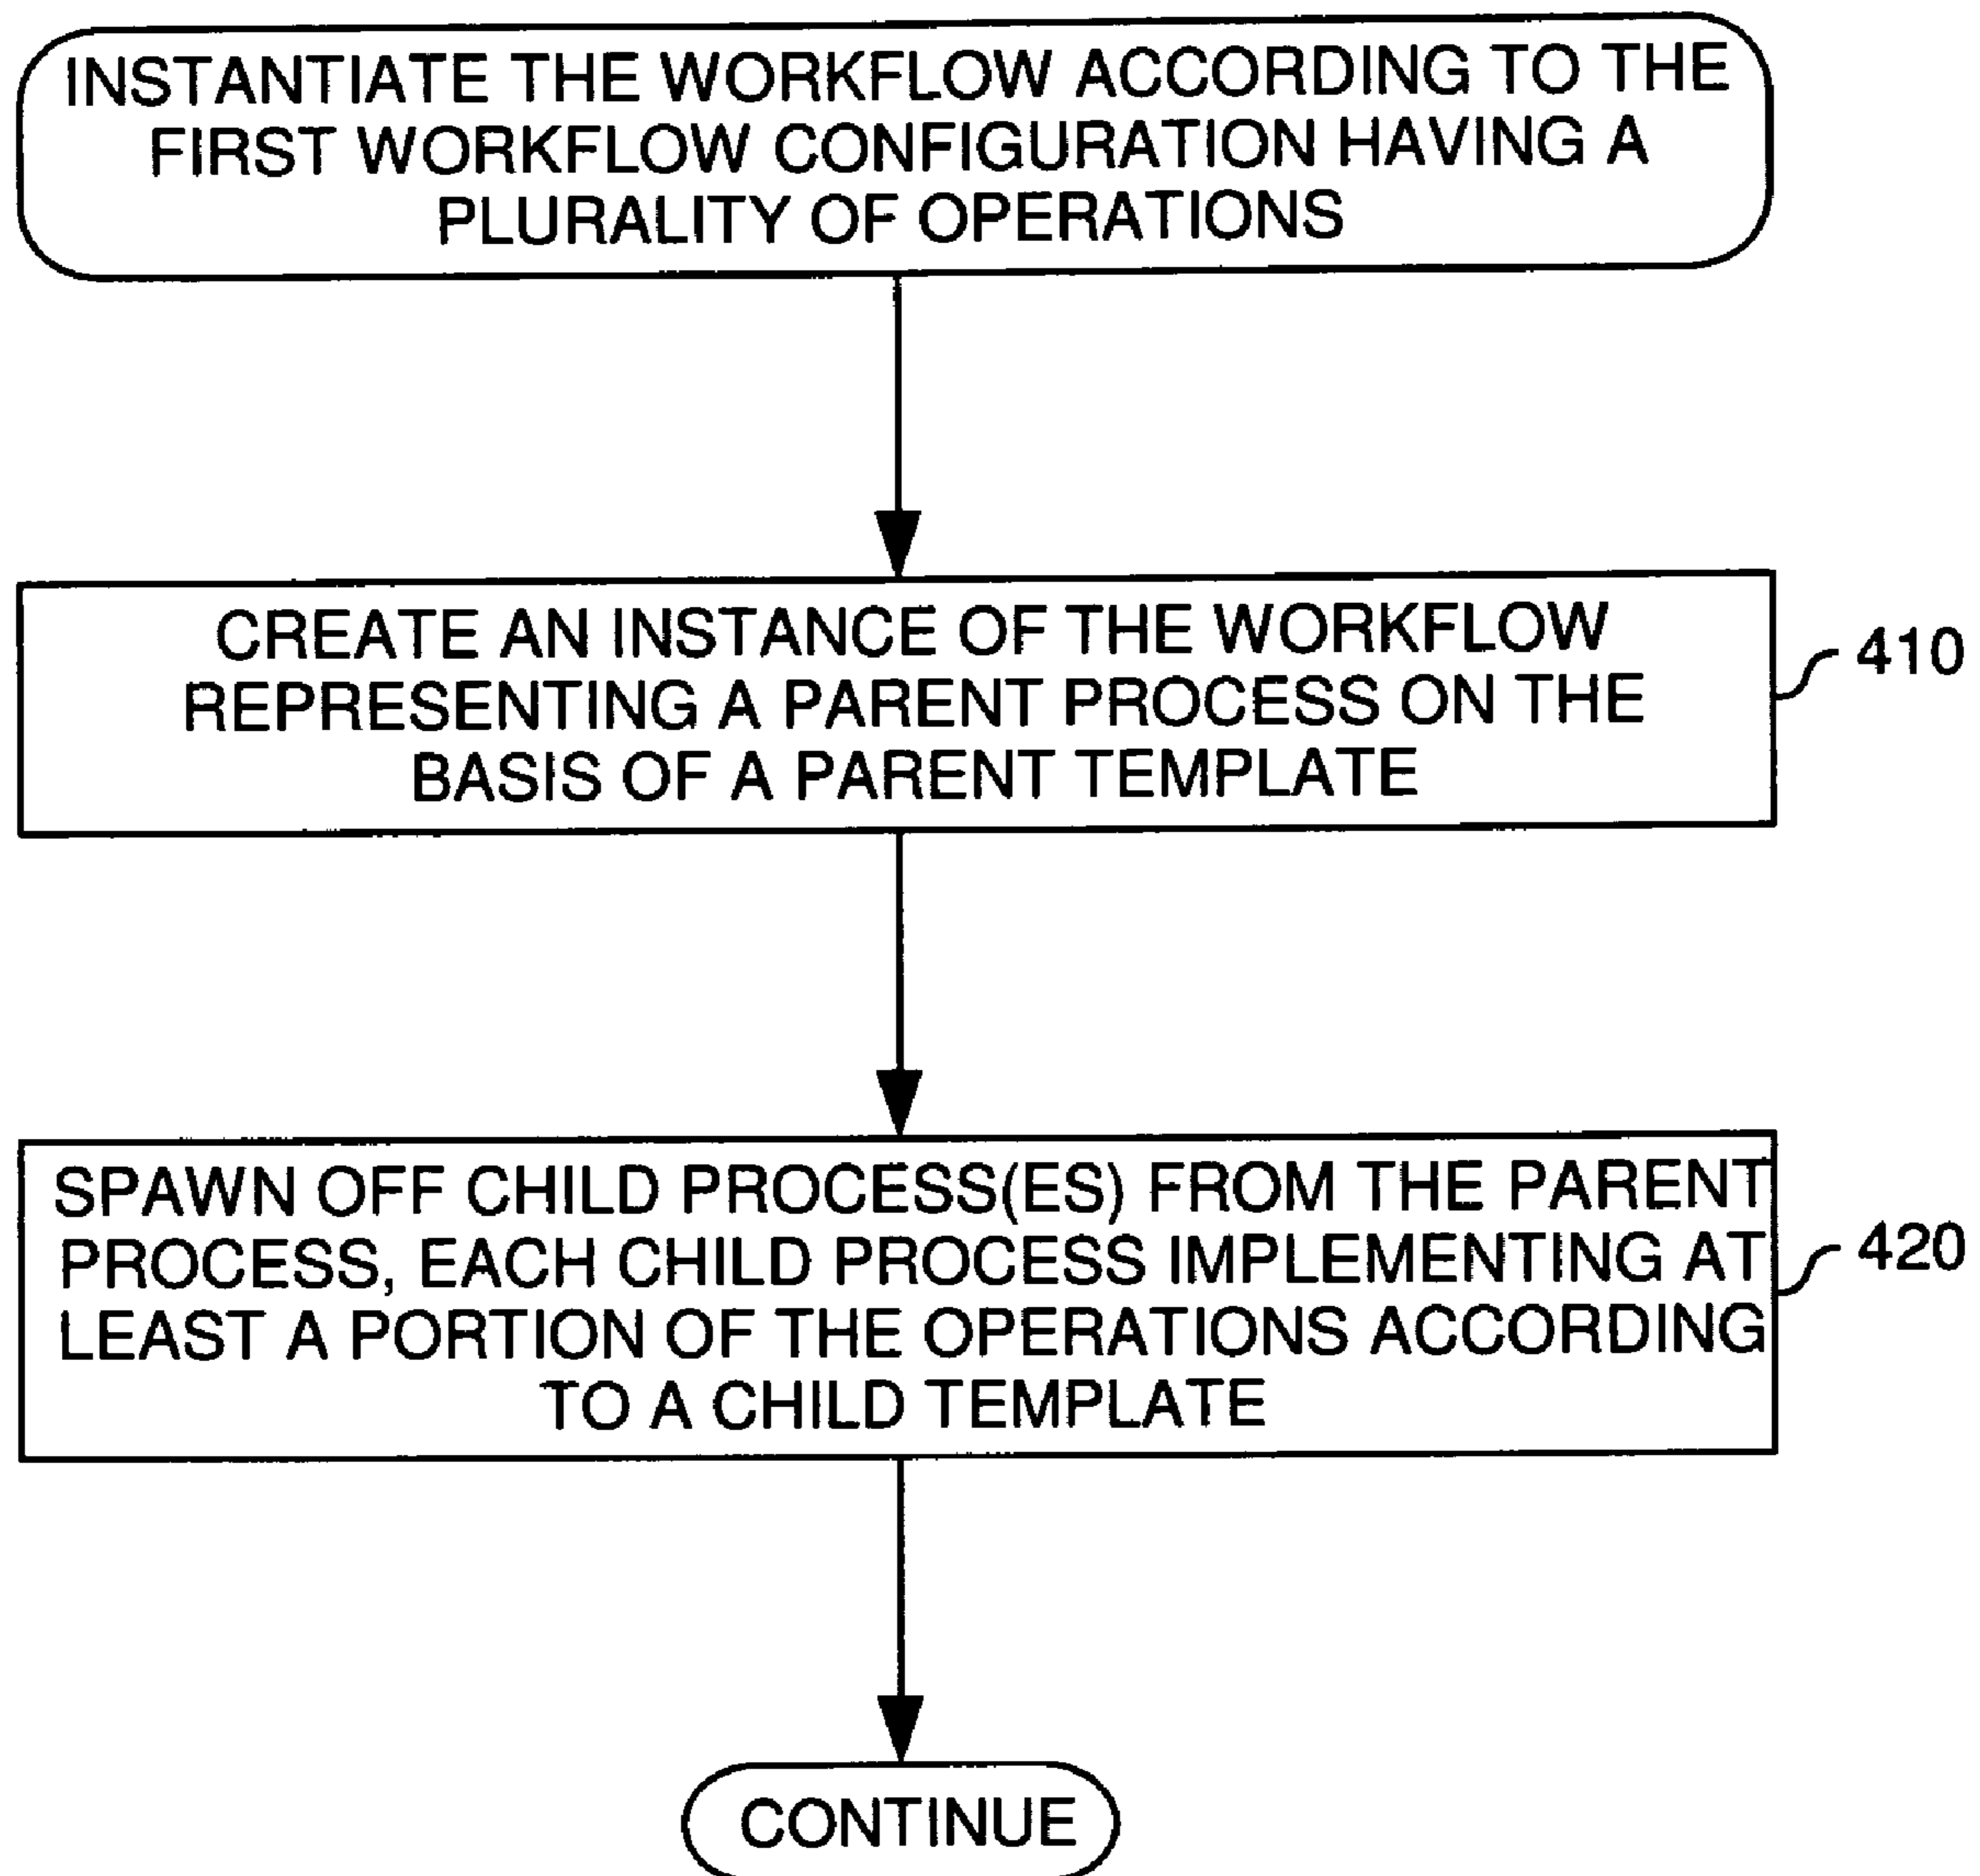 INSTANTIATE THE WORKFLOW ACCORDING TO THE
FIRST WORKFLOW CONFIGURATION HAVING A
PLURALITY OF OPERATIONS
CREATE AN INSTANCE OF THE WORKFLOW
REPRESENTING A PARENT PROCESS ON THE
BASIS OF A PARENT TEMPLATE
410
SPAWN OFF CHILD PROCESS(ES) FROM THE PARENT
PROCESS, EACH CHILD PROCESS IMPLEMENTING AT
LEAST A PORTION OF THE OPERATIONS ACCORDING
TO A CHILD TEMPLATE
420
CONTINUE